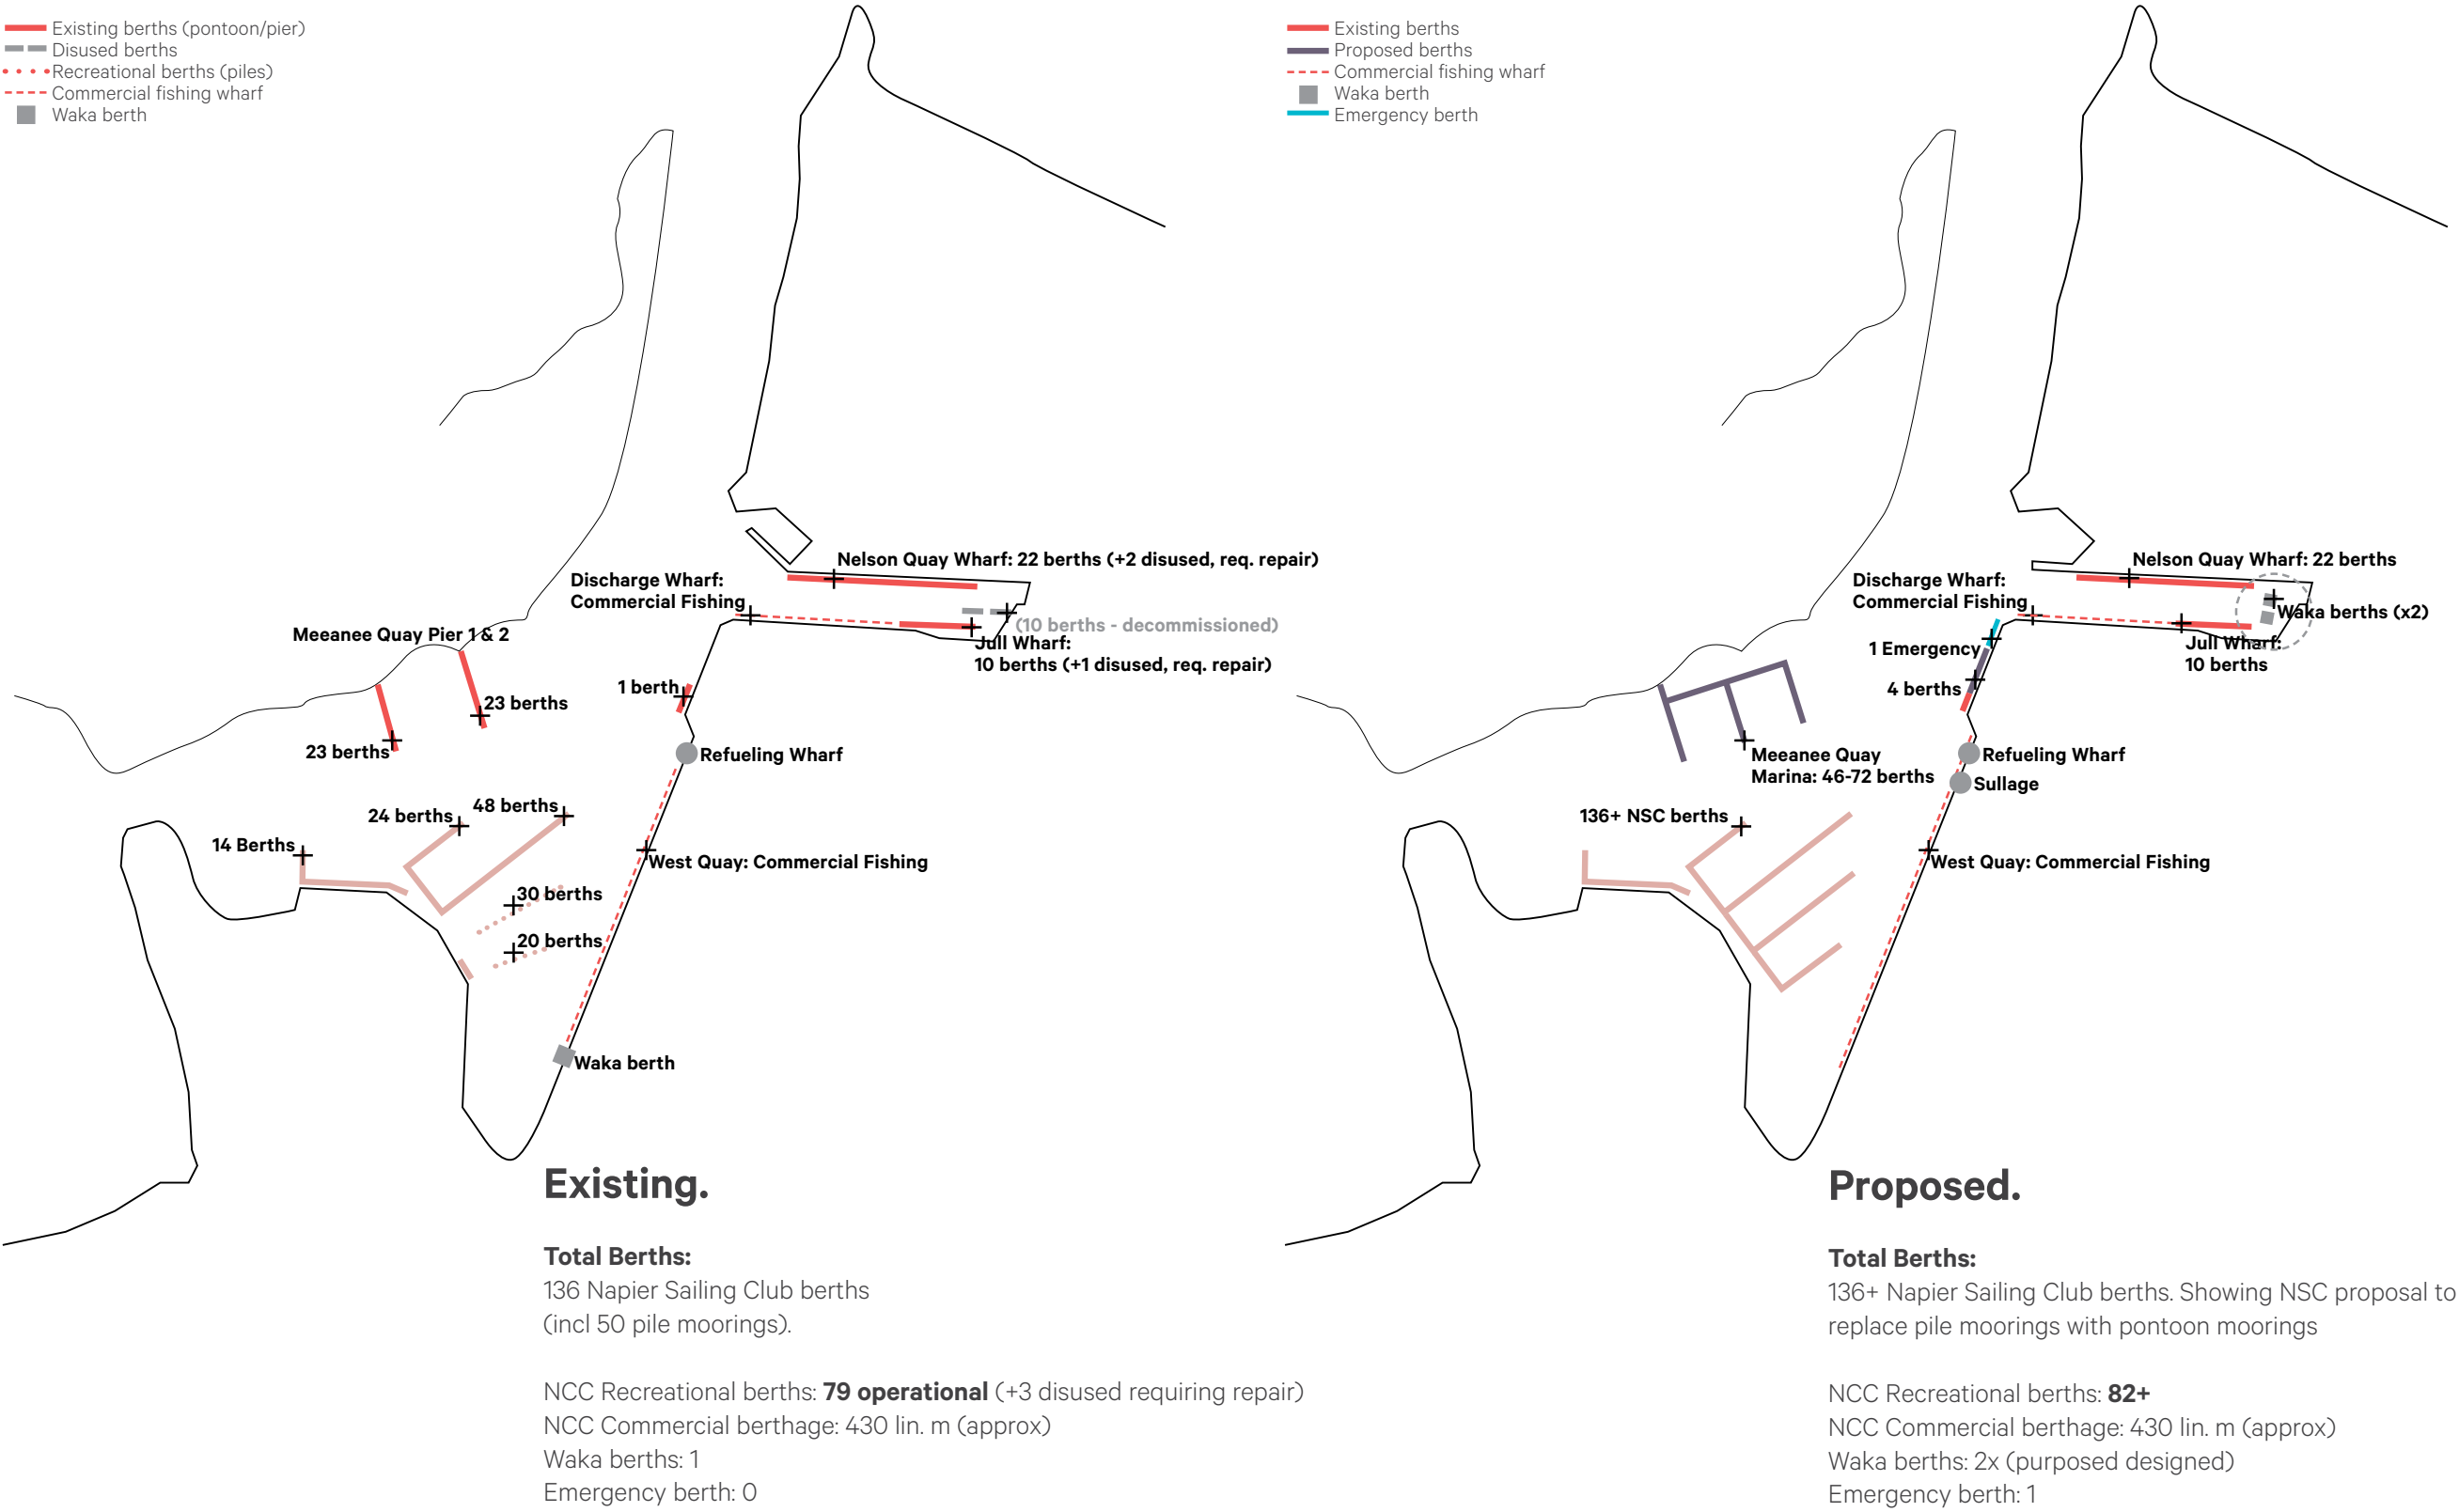 Existing berths (pontoon/pier)
Disused berths
Recreational berths (piles)
Commercial fishing wharf
Waka berth
Nelson Quay Wharf: 22 berths (+2 disused, req. repair)
Discharge Wharf:
Commercial Fishing
(10 berths - decommissioned)
Jull Wharf:
10 berths (+1 disused, req. repair)
Meeanee Quay Pier 1 & 2
1 berth
23 berths
23 berths
Refueling Wharf
48 berths
24 berths
14 Berths
West Quay: Commercial Fishing
30 berths
20 berths
Waka berth
Existing.
Total Berths:
136 Napier Sailing Club berths
(incl 50 pile moorings).
NCC Recreational berths: 79 operational (+3 disused requiring repair)
NCC Commercial berthage: 430 lin. m (approx)
Waka berths: 1
Emergency berth: 0
Existing berths
Proposed berths
Commercial fishing wharf
Waka berth
Emergency berth
Nelson Quay Wharf: 22 berths
Discharge Wharf:
Commercial Fishing
Waka berths (x2)
Jull Wharf:
10 berths
1 Emergency
4 berths
Meeanee Quay
Marina: 46-72 berths
Refueling Wharf
Sullage
136+ NSC berths
West Quay: Commercial Fishing
Proposed.
Total Berths:
136+ Napier Sailing Club berths. Showing NSC proposal to
replace pile moorings with pontoon moorings
NCC Recreational berths: 82+
NCC Commercial berthage: 430 lin. m (approx)
Waka berths: 2x (purposed designed)
Emergency berth: 1